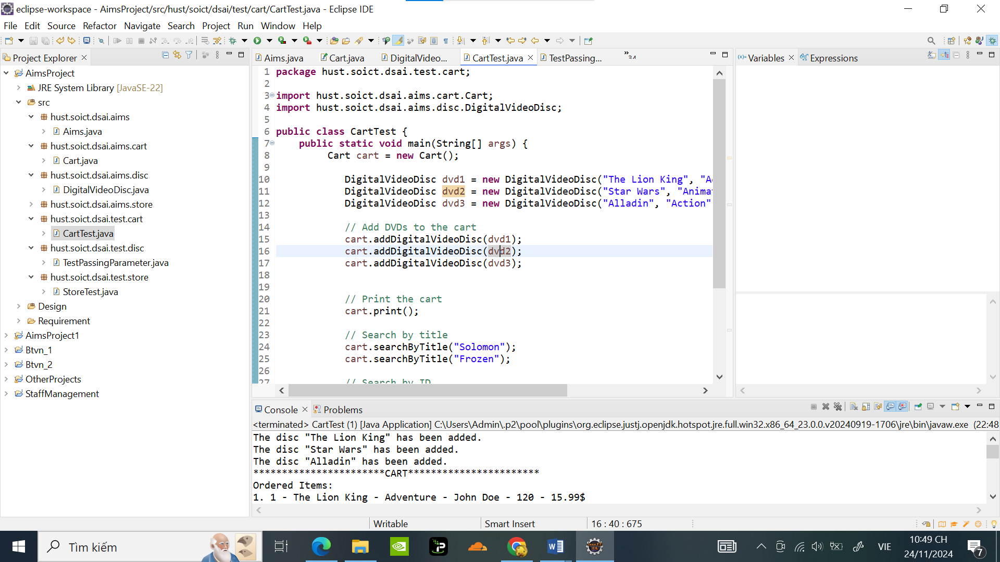 eclipse-workspace - AimsProject/src/hust/soict/dsai/test/cart/CartTest.java - Eclipse IDE
File Edit Source Refactor Navigate Search Project Run Window Help
Project Explorer
AimsProject
JRE System Library [JavaSE-22]
src
hust.soict.dsai.aims
Aims.java
hust.soict.dsai.aims.cart
Cart.java
hust.soict.dsai.aims.disc
DigitalVideoDisc.java
hust.soict.dsai.aims.store
hust.soict.dsai.test.cart
CartTest.java
hust.soict.dsai.test.disc
TestPassingParameter.java
hust.soict.dsai.test.store
StoreTest.java
Design
Requirement
AimsProject1
Btvn_1
Btvn_2
OtherProjects
StaffManagement
Aims.java Cart.java DigitalVideo... CartTest.java TestPassing... »34
1 package hust.soict.dsai.test.cart;
2
3 import hust.soict.dsai.aims.cart.Cart;
4 import hust.soict.dsai.aims.disc.DigitalVideoDisc;
5
6 public class CartTest {
7 public static void main(String[] args) {
8 Cart cart = new Cart();
9
10 DigitalVideoDisc dvd1 = new DigitalVideoDisc("The Lion King", "A
11 DigitalVideoDisc dvd2 = new DigitalVideoDisc("Star Wars", "Anima
12 DigitalVideoDisc dvd3 = new DigitalVideoDisc("Alladin", "Action"
13
14 // Add DVDs to the cart
15 cart.addDigitalVideoDisc(dvd1);
16 cart.addDigitalVideoDisc(dvd2);
17 cart.addDigitalVideoDisc(dvd3);
18
19
20 // Print the cart
21 cart.print();
22
23 // Search by title
24 cart.searchByTitle("Solomon");
25 cart.searchByTitle("Frozen");
26
27 // Search by ID
Variables Expressions
Console Problems
<terminated> CartTest (1) [Java Application] C:\Users\Admin\.p2\pool\plugins\org.eclipse.justj.openjdk.hotspot.jre.full.win32.x86_64_23.0.0.v20240919-1706\jre\bin\javaw.exe (22:48
The disc "The Lion King" has been added.
The disc "Star Wars" has been added.
The disc "Alladin" has been added.
***********************CART***********************
Ordered Items:
1. 1 - The Lion King - Adventure - John Doe - 120 - 15.99$
Writable Smart Insert 16 : 40 : 675
Tìm kiếm
VIE
10:49 CH
24/11/2024
7